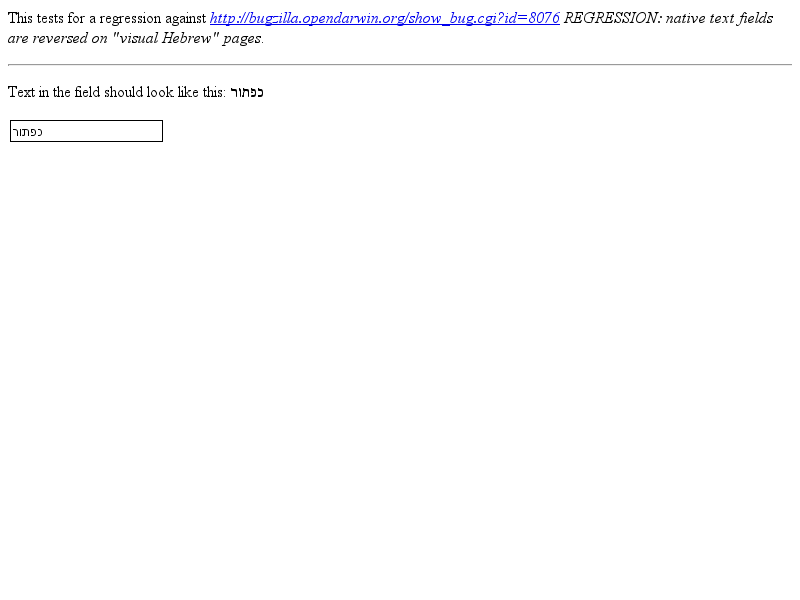 This tests for a regression against http://bugzilla.opendarwin.org/show_bug.cgi?id=8076 REGRESSION: native text fields
are reversed on "visual Hebrew" pages.
Text in the field should look like this: כפתור
כפתור